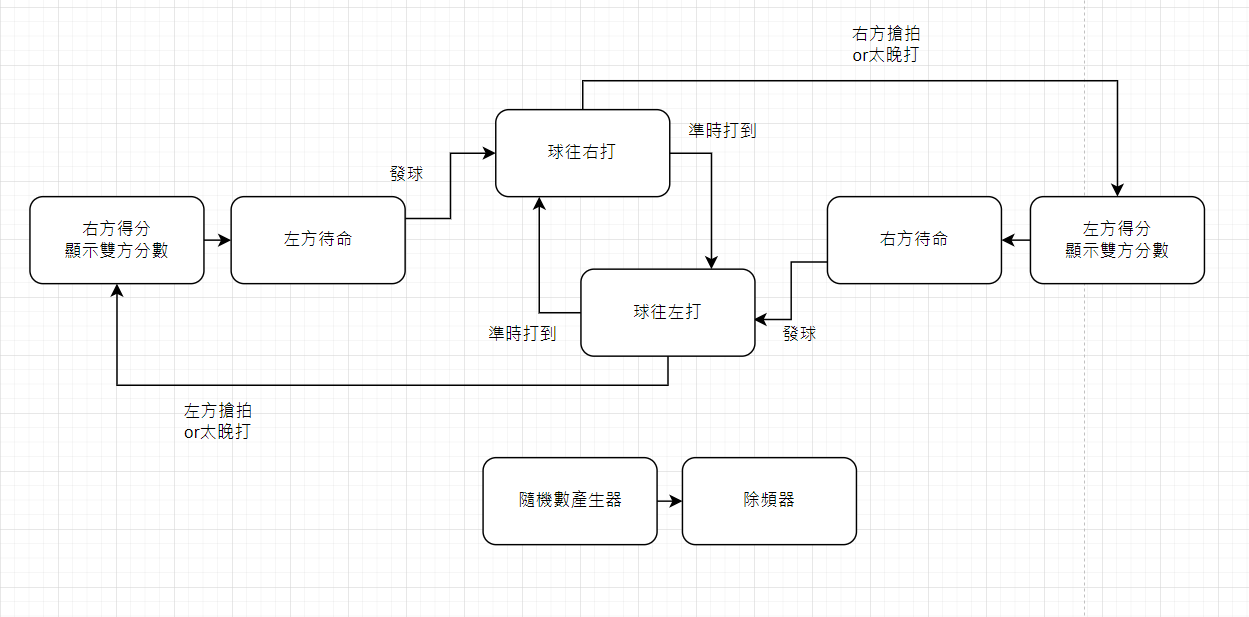 右方搶拍
or太晚打
準時打到
球往右打
發球
右方得分
顯示雙方分數
左方待命
右方待命
左方得分
顯示雙方分數
球往左打
準時打到
發球
左方搶拍
or太晚打
隨機數產生器
除頻器